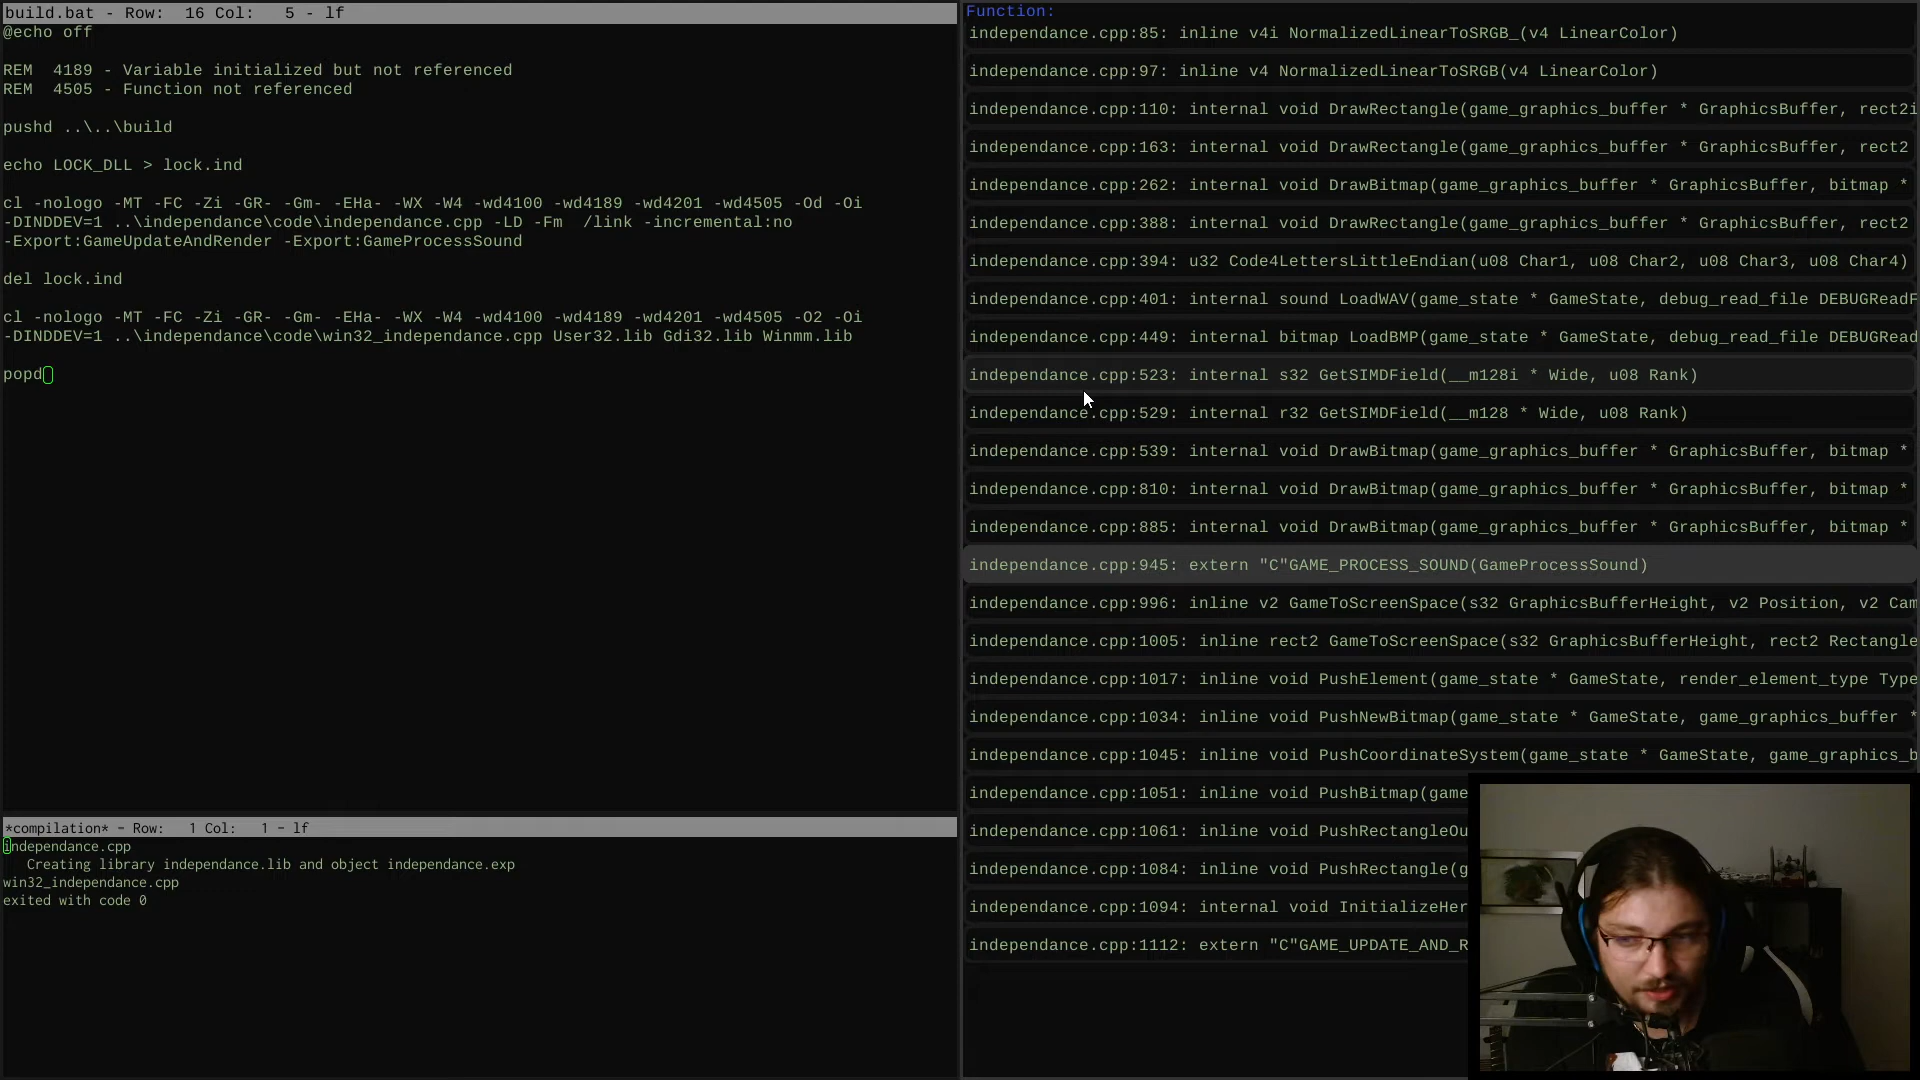 build.bat - Row:  16 Col:   5 - lf
@echo off
REM  4189 - Variable initialized but not referenced
REM  4505 - Function not referenced
pushd ..\..\build
echo LOCK_DLL > lock.ind
cl -nologo -MT -FC -Zi -GR- -Gm- -EHa- -WX -W4 -wd4100 -wd4189 -wd4201 -wd4505 -Od -Oi
-DINDDEV=1 ..\independance\code\independance.cpp -LD -Fm  /link -incremental:no
-Export:GameUpdateAndRender -Export:GameProcessSound
del lock.ind
cl -nologo -MT -FC -Zi -GR- -Gm- -EHa- -WX -W4 -wd4100 -wd4189 -wd4201 -wd4505 -O2 -Oi
-DINDDEV=1 ..\independance\code\win32_independance.cpp User32.lib Gdi32.lib Winmm.lib
popd
*compilation* - Row:   1 Col:   1 - lf
independance.cpp
   Creating library independance.lib and object independance.exp
win32_independance.cpp
exited with code 0
Function:
independance.cpp:85: inline v4i NormalizedLinearToSRGB_(v4 LinearColor)
independance.cpp:97: inline v4 NormalizedLinearToSRGB(v4 LinearColor)
independance.cpp:110: internal void DrawRectangle(game_graphics_buffer * GraphicsBuffer, rect2i
independance.cpp:163: internal void DrawRectangle(game_graphics_buffer * GraphicsBuffer, rect2
independance.cpp:262: internal void DrawBitmap(game_graphics_buffer * GraphicsBuffer, bitmap *
independance.cpp:388: internal void DrawRectangle(game_graphics_buffer * GraphicsBuffer, rect2
independance.cpp:394: u32 Code4LettersLittleEndian(u08 Char1, u08 Char2, u08 Char3, u08 Char4)
independance.cpp:401: internal sound LoadWAV(game_state * GameState, debug_read_file DEBUGReadF
independance.cpp:449: internal bitmap LoadBMP(game_state * GameState, debug_read_file DEBUGRead
independance.cpp:523: internal s32 GetSIMDField(__m128i * Wide, u08 Rank)
independance.cpp:529: internal r32 GetSIMDField(__m128 * Wide, u08 Rank)
independance.cpp:539: internal void DrawBitmap(game_graphics_buffer * GraphicsBuffer, bitmap *
independance.cpp:810: internal void DrawBitmap(game_graphics_buffer * GraphicsBuffer, bitmap *
independance.cpp:885: internal void DrawBitmap(game_graphics_buffer * GraphicsBuffer, bitmap *
independance.cpp:945: extern "C"GAME_PROCESS_SOUND(GameProcessSound)
independance.cpp:996: inline v2 GameToScreenSpace(s32 GraphicsBufferHeight, v2 Position, v2 Cam
independance.cpp:1005: inline rect2 GameToScreenSpace(s32 GraphicsBufferHeight, rect2 Rectangle
independance.cpp:1017: inline void PushElement(game_state * GameState, render_element_type Type
independance.cpp:1034: inline void PushNewBitmap(game_state * GameState, game_graphics_buffer *
independance.cpp:1045: inline void PushCoordinateSystem(game_state * GameState, game_graphics_b
independance.cpp:1051: inline void PushBitmap(game
independance.cpp:1061: inline void PushRectangleOu
independance.cpp:1084: inline void PushRectangle(g
independance.cpp:1094: internal void InitializeHer
independance.cpp:1112: extern "C"GAME_UPDATE_AND_R